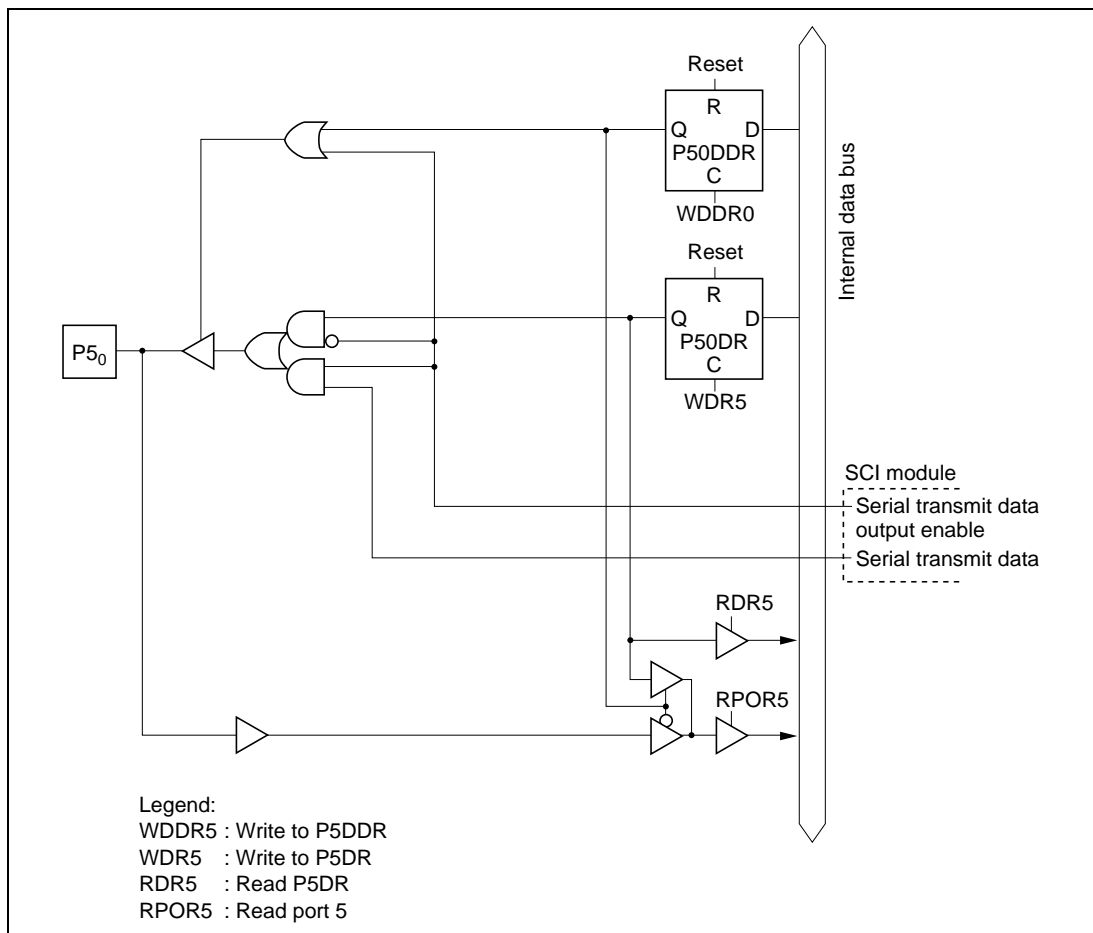 Reset
R
Q D
P50DDR
C
WDDR0
Internal data bus
Reset
R
Q D
P50DR
C
WDR5
P5₀
SCI module
Serial transmit data
output enable
Serial transmit data
RDR5
RPOR5
Legend:
WDDR5 : Write to P5DDR
WDR5 : Write to P5DR
RDR5 : Read P5DR
RPOR5 : Read port 5